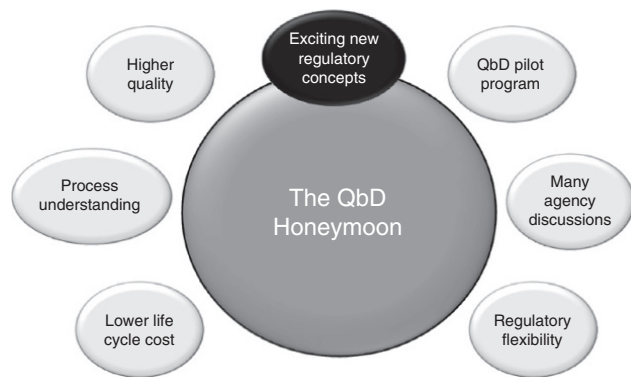 Exciting new
regulatory
concepts
Higher
quality
QbD pilot
program
Process
understanding
The QbD
Honeymoon
Many
agency
discussions
Lower life
cycle cost
Regulatory
flexibility